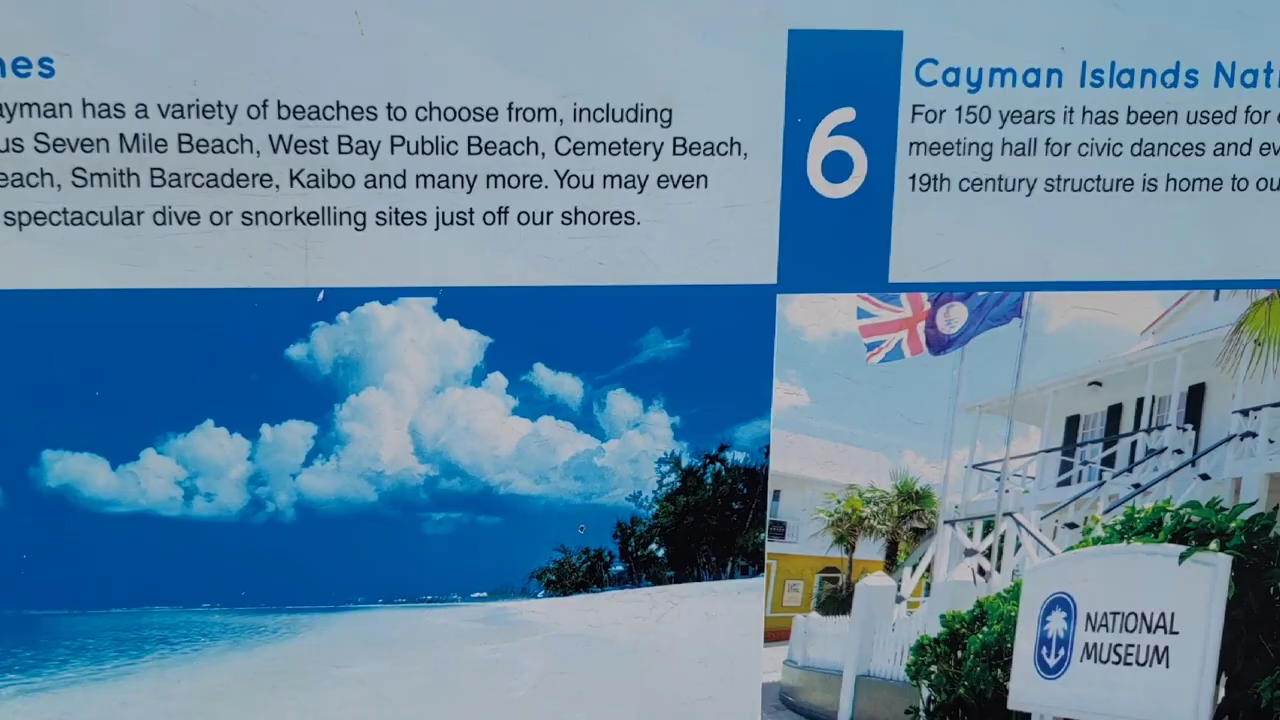 ayman has a variety of beaches to choose from, including
us Seven Mile Beach, West Bay Public Beach, Cemetery Beach,
each, Smith Barcadere, Kaibo and many more. You may even
spectacular dive or snorkelling sites just off our shores.
6
Cayman Islands Nati
For 150 years it has been used for
meeting hall for civic dances and ev
19th century structure is home to ou
NATIONAL
MUSEUM